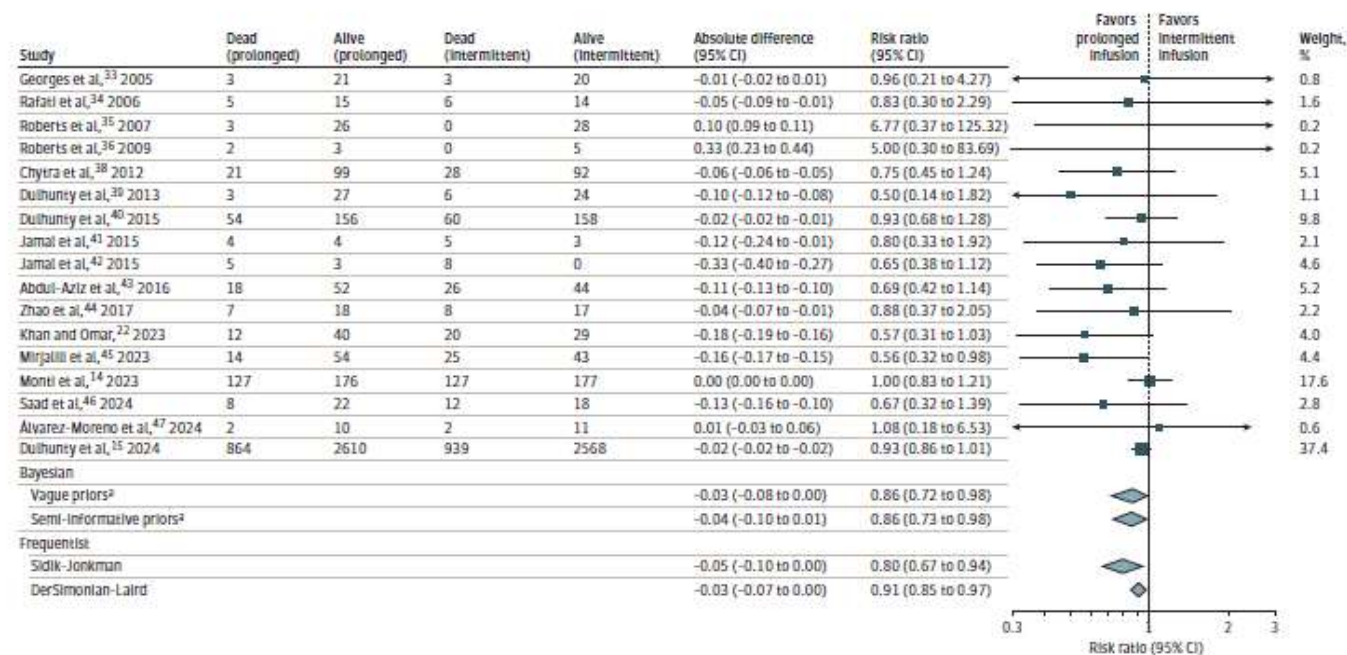 Study Dead (prolonged) Alive (prolonged) Dead (intermittent) Alive (intermittent) Absolute difference (95% CI) Risk ratio (95% CI) Favors prolonged infusion Favors intermittent infusion Weight, %
Georges et al,33 2005 3 21 3 20 -0.01 (-0.02 to 0.01) 0.96 (0.21 to 4.27) 0.8
Rafati et al,34 2006 5 15 6 14 -0.05 (-0.09 to -0.01) 0.83 (0.30 to 2.29) 1.6
Roberts et al,35 2007 3 26 0 28 0.10 (0.09 to 0.11) 6.77 (0.37 to 125.32) 0.2
Roberts et al,36 2009 2 3 0 5 0.33 (0.23 to 0.44) 5.00 (0.30 to 83.69) 0.2
Chytra et al,38 2012 21 99 28 92 -0.06 (-0.06 to -0.05) 0.75 (0.45 to 1.24) 5.1
Dulhunty et al,39 2013 3 27 6 24 -0.10 (-0.12 to -0.08) 0.50 (0.14 to 1.82) 1.1
Dulhunty et al,40 2015 54 156 60 158 -0.02 (-0.02 to -0.01) 0.93 (0.68 to 1.28) 9.8
Jamal et al,41 2015 4 4 5 3 -0.12 (-0.24 to -0.01) 0.80 (0.33 to 1.92) 2.1
Jamal et al,42 2015 5 3 8 0 -0.33 (-0.40 to -0.27) 0.65 (0.38 to 1.12) 4.6
Abdul-Aziz et al,43 2016 18 52 26 44 -0.11 (-0.13 to -0.10) 0.69 (0.42 to 1.14) 5.2
Zhao et al,44 2017 7 18 8 17 -0.04 (-0.07 to -0.01) 0.88 (0.37 to 2.05) 2.2
Khan and Omar,22 2023 12 40 20 29 -0.18 (-0.19 to -0.16) 0.57 (0.31 to 1.03) 4.0
Mirjalili et al,45 2023 14 54 25 43 -0.16 (-0.17 to -0.15) 0.56 (0.32 to 0.98) 4.4
Monti et al,14 2023 127 176 127 177 0.00 (0.00 to 0.00) 1.00 (0.83 to 1.21) 17.6
Saad et al,46 2024 8 22 12 18 -0.13 (-0.16 to -0.10) 0.67 (0.32 to 1.39) 2.8
Álvarez-Moreno et al,47 2024 2 10 2 11 0.01 (-0.03 to 0.06) 1.08 (0.18 to 6.53) 0.6
Dulhunty et al,15 2024 864 2610 939 2568 -0.02 (-0.02 to -0.02) 0.93 (0.86 to 1.01) 37.4
Bayesian
Vague priorsa -0.03 (-0.08 to 0.00) 0.86 (0.72 to 0.98)
Semi-informative priorsa -0.04 (-0.10 to 0.01) 0.86 (0.73 to 0.98)
Frequentist
Sidik-Jonkman -0.05 (-0.10 to 0.00) 0.80 (0.67 to 0.94)
DerSimonian-Laird -0.03 (-0.07 to 0.00) 0.91 (0.85 to 0.97)
0.3 1 2 3
Risk ratio (95% CI)